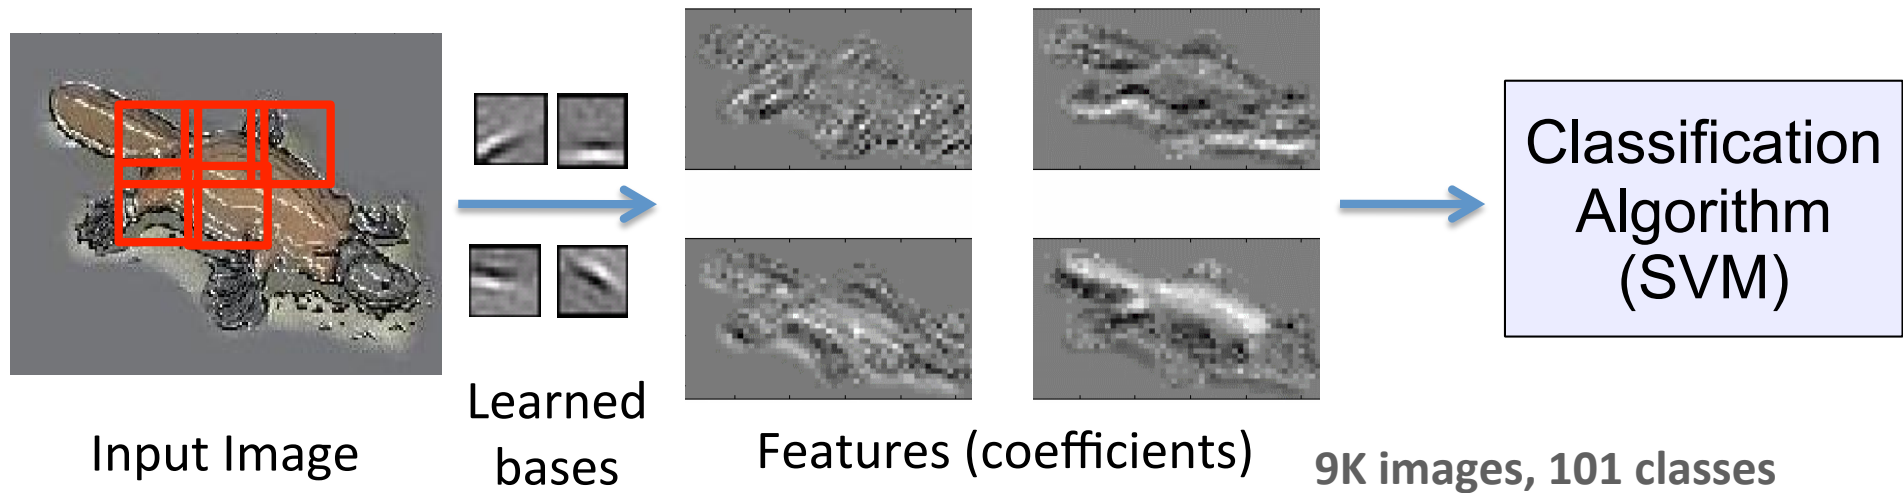 Input Image
Learned
bases
Features (coefficients)
Classification
Algorithm
(SVM)
9K images, 101 classes